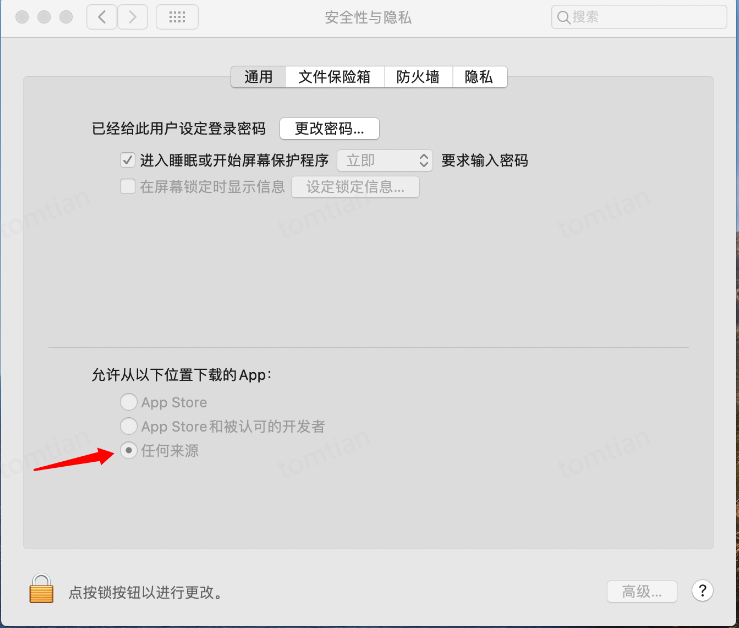 安全性与隐私
搜索
通用 文件保险箱 防火墙 隐私
已经给此用户设定登录密码 更改密码...
进入睡眠或开始屏幕保护程序 立即 要求输入密码
在屏幕锁定时显示信息 设定锁定信息...
tomtian tomtian tomtian
允许从以下位置下载的App：
App Store
App Store和被认可的开发者
任何来源
tomtian tomtian tomtian
点按锁按钮以进行更改。
高级... ?